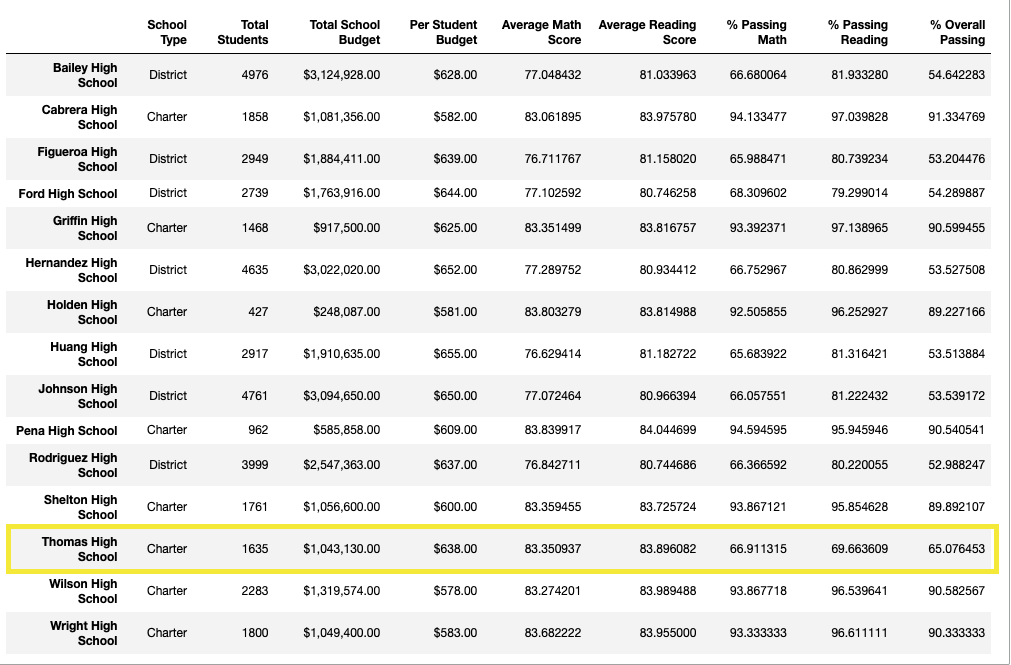 School Type Total Students Total School Budget Per Student Budget Average Math Score Average Reading Score % Passing Math % Passing Reading % Overall Passing
Bailey High School District 4976 $3,124,928.00 $628.00 77.048432 81.033963 66.680064 81.933280 54.642283
Cabrera High School Charter 1858 $1,081,356.00 $582.00 83.061895 83.975780 94.133477 97.039828 91.334769
Figueroa High School District 2949 $1,884,411.00 $639.00 76.711767 81.158020 65.988471 80.739234 53.204476
Ford High School District 2739 $1,763,916.00 $644.00 77.102592 80.746258 68.309602 79.299014 54.289887
Griffin High School Charter 1468 $917,500.00 $625.00 83.351499 83.816757 93.392371 97.138965 90.599455
Hernandez High School District 4635 $3,022,020.00 $652.00 77.289752 80.934412 66.752967 80.862999 53.527508
Holden High School Charter 427 $248,087.00 $581.00 83.803279 83.814988 92.505855 96.252927 89.227166
Huang High School District 2917 $1,910,635.00 $655.00 76.629414 81.182722 65.683922 81.316421 53.513884
Johnson High School District 4761 $3,094,650.00 $650.00 77.072464 80.966394 66.057551 81.222432 53.539172
Pena High School Charter 962 $585,858.00 $609.00 83.839917 84.044699 94.594595 95.945946 90.540541
Rodriguez High School District 3999 $2,547,363.00 $637.00 76.842711 80.744686 66.366592 80.220055 52.988247
Shelton High School Charter 1761 $1,056,600.00 $600.00 83.359455 83.725724 93.867121 95.854628 89.892107
Thomas High School Charter 1635 $1,043,130.00 $638.00 83.350937 83.896082 66.911315 69.663609 65.076453
Wilson High School Charter 2283 $1,319,574.00 $578.00 83.274201 83.989488 93.867718 96.539641 90.582567
Wright High School Charter 1800 $1,049,400.00 $583.00 83.682222 83.955000 93.333333 96.611111 90.333333